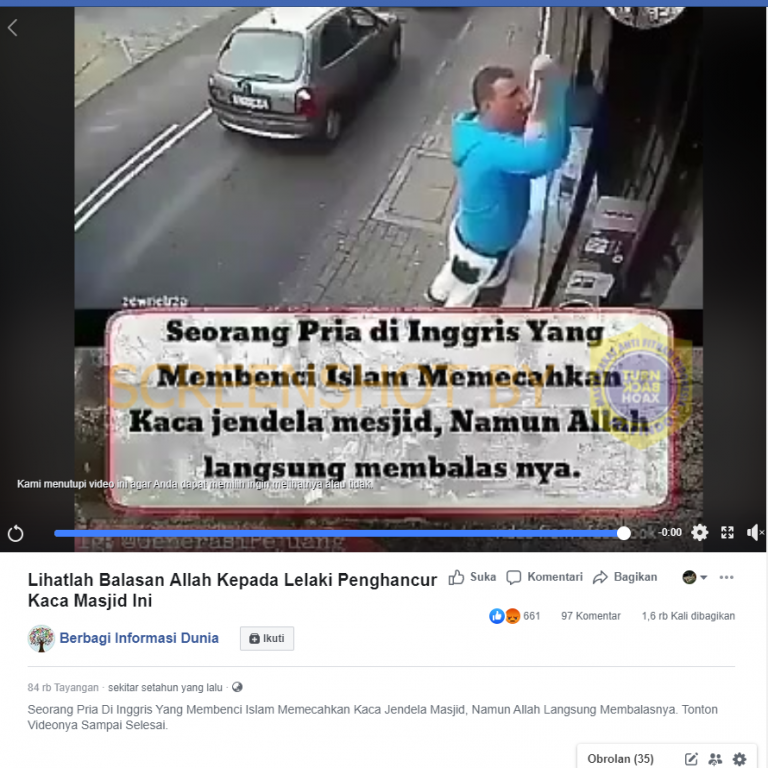 zewnetrzo
Seorang Pria di Inggris Yang
Membenci Islam Memecahkan
Kaca jendela mesjid, Namun Allah
langsung membalas nya.
SCREENSHOT BY
TURN
BACK
HOAX
Kami menutupi video ini agar Anda dapat memilih ingin melihatnya atau tidak.
-0:00
Lihatlah Balasan Allah Kepada Lelaki Penghancur
Kaca Masjid Ini
Suka
Komentari
Bagikan
661
97 Komentar
1,6 rb Kali dibagikan
Berbagi Informasi Dunia
Ikuti
84 rb Tayangan · sekitar setahun yang lalu ·
Seorang Pria Di Inggris Yang Membenci Islam Memecahkan Kaca Jendela Masjid, Namun Allah Langsung Membalasnya. Tonton
Videonya Sampai Selesai.
Obrolan (35)